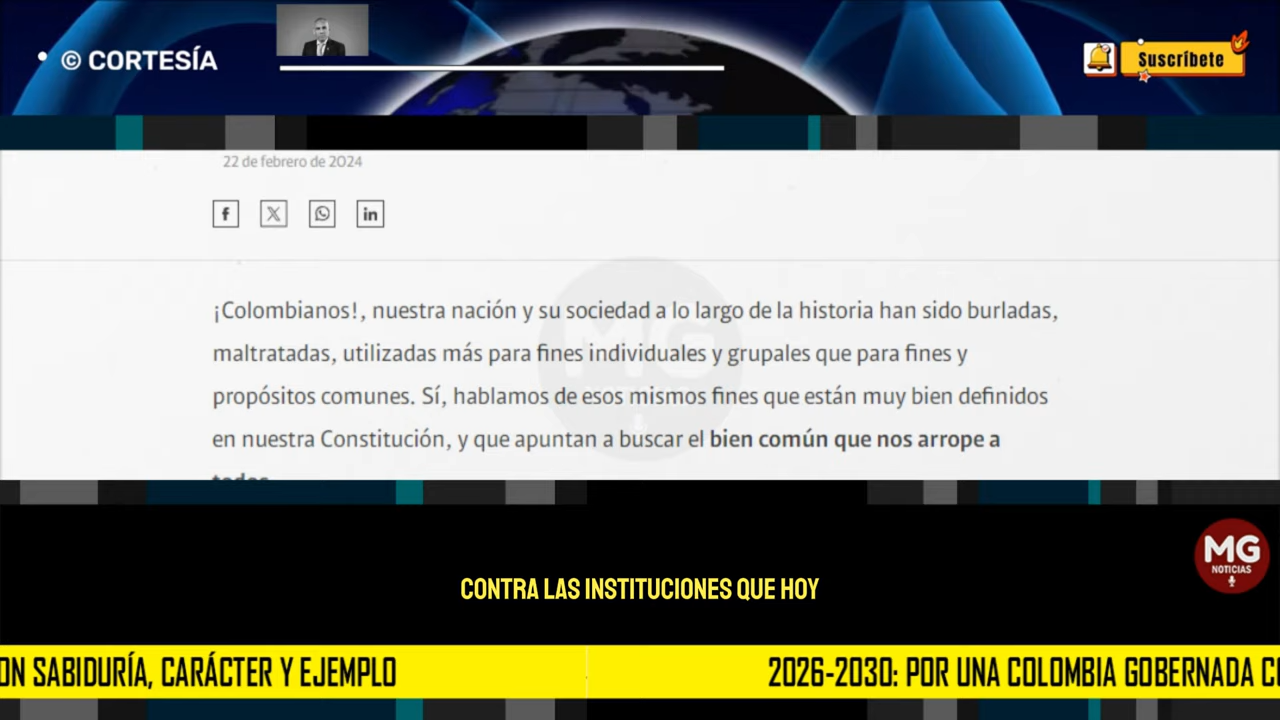 © CORTESÍA
Suscríbete
22 de febrero de 2024
¡Colombianos!, nuestra nación y su sociedad a lo largo de la historia han sido burladas,
maltratadas, utilizadas más para fines individuales y grupales que para fines y
propósitos comunes. Sí, hablamos de esos mismos fines que están muy bien definidos
en nuestra Constitución, y que apuntan a buscar el bien común que nos arrope a
MG
NOTICIAS
CONTRA LAS INSTITUCIONES QUE HOY
MG
NOTICIAS
ON SABIDURÍA, CARÁCTER Y EJEMPLO
2026-2030: POR UNA COLOMBIA GOBERNADA C